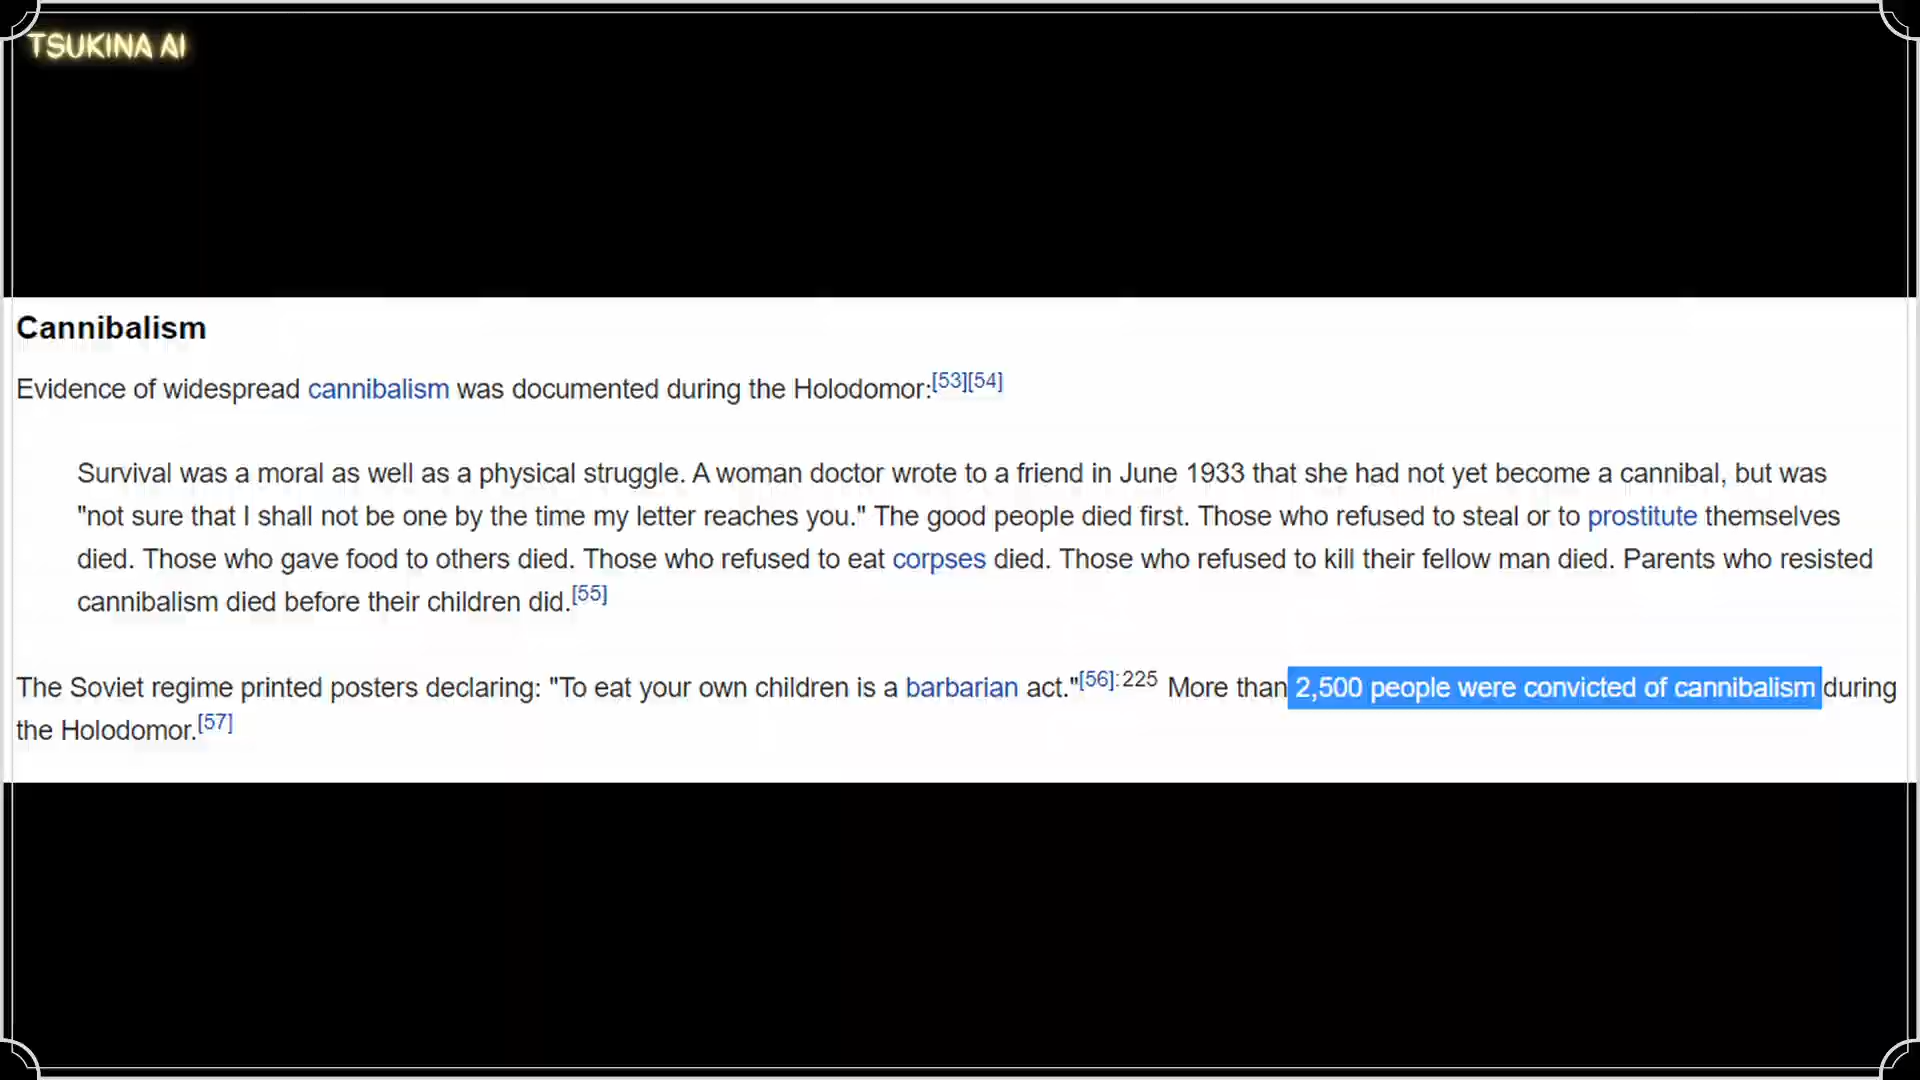 TSUKINA AI
Cannibalism
Evidence of widespread cannibalism was documented during the Holodomor:[53][54]
Survival was a moral as well as a physical struggle. A woman doctor wrote to a friend in June 1933 that she had not yet become a cannibal, but was
"not sure that I shall not be one by the time my letter reaches you." The good people died first. Those who refused to steal or to prostitute themselves
died. Those who gave food to others died. Those who refused to eat corpses died. Those who refused to kill their fellow man died. Parents who resisted
cannibalism died before their children did.[55]
The Soviet regime printed posters declaring: "To eat your own children is a barbarian act."[56]:225 More than 2,500 people were convicted of cannibalism during
the Holodomor.[57]